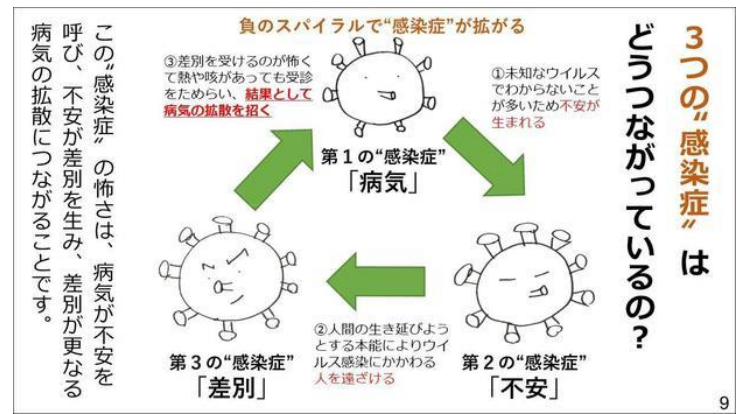 3つの“感染症”は
どうつながっているの?
負のスパイラルで“感染症”が拡がる
①未知なウイルス
でわからないこと
が多いため不安が
生まれる
第1の“感染症”
「病気」
②人間の生き延びよう
とする本能によりウイ
ルス感染にかかわる
人を遠ざける
第2の“感染症”
「不安」
③差別を受けるのが怖く
て熱や咳があっても受診
をためらい、結果として
病気の拡散を招く
第3の“感染症”
「差別」
この“感染症”の怖さは、病気が不安を
呼び、不安が差別を生み、差別が更なる
病気の拡散につながることです。
9